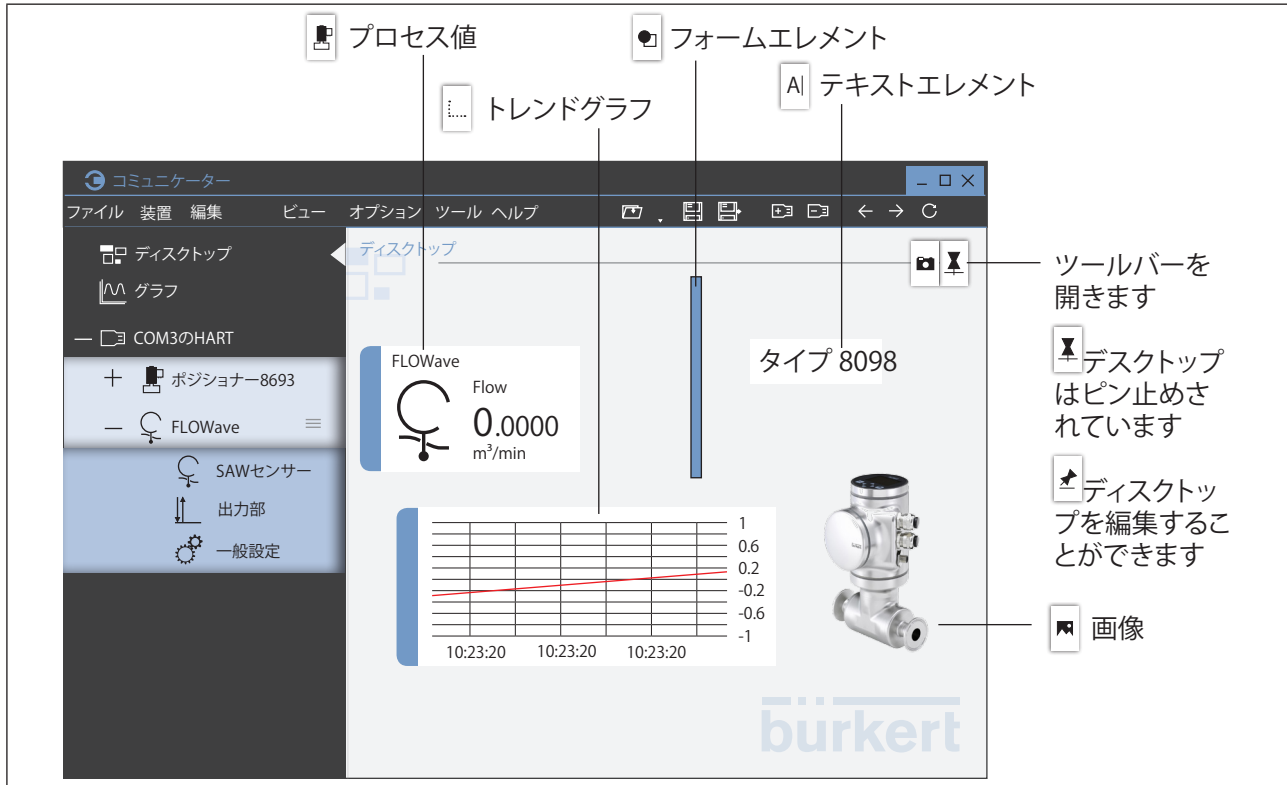 プロセス値
フォームエレメント
A| テキストエレメント
トレンドグラフ
コミュニケーター
ファイル 装置 編集 ビュー オプション ツール ヘルプ
ディスクトップ
グラフ
COM3のHART
ポジショナー8693
FLOWave
SAWセンサー
出力部
一般設定
ディスクトップ
FLOWave
Flow
0.0000
m³/min
タイプ 8098
1
0.6
0.2
-0.2
-0.6
-1
10:23:20 10:23:20 10:23:20
bürkert
ツールバーを
開きます
デスクトップ
はピン止めさ
れています
ディスクトッ
プを編集するこ
とができます
画像